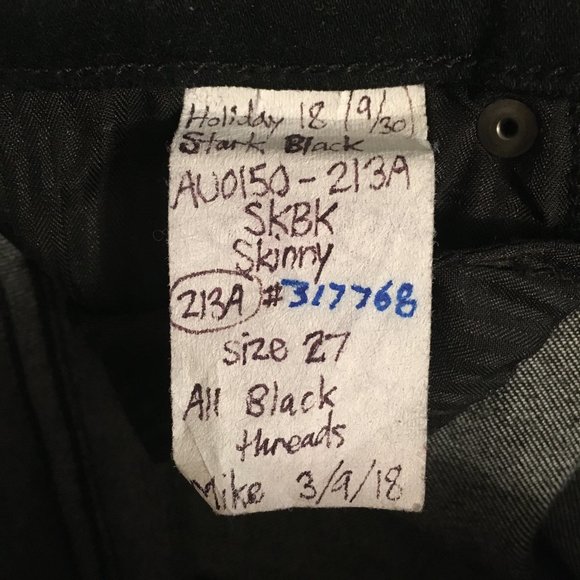 Holiday 18 (9/30)
Stark Black
AU0150-213A
SKBK
Skinny
213A #317768
Size 27
All Black
threads
Mike 3/9/18